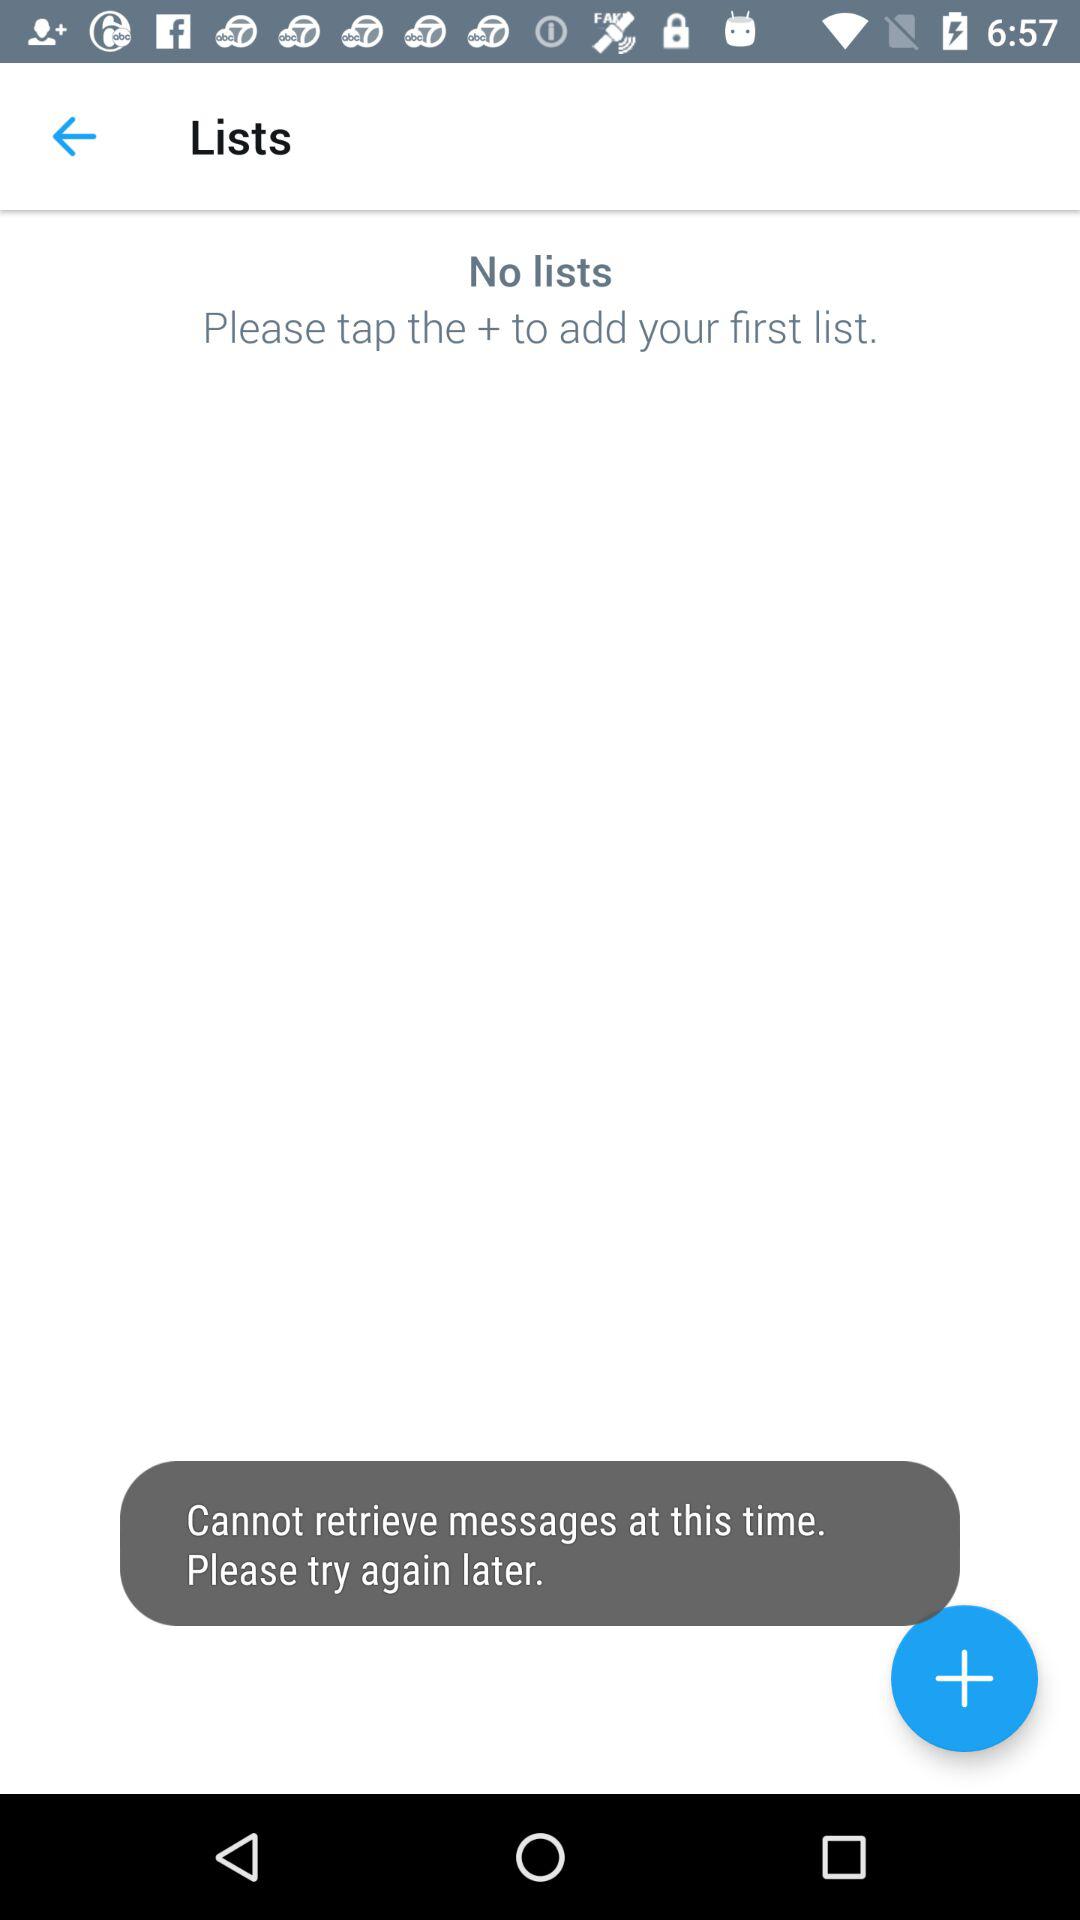 6:57
Lists
No lists
Please tap the + to add your first list.
Cannot retrieve messages at this time.
Please try again later.